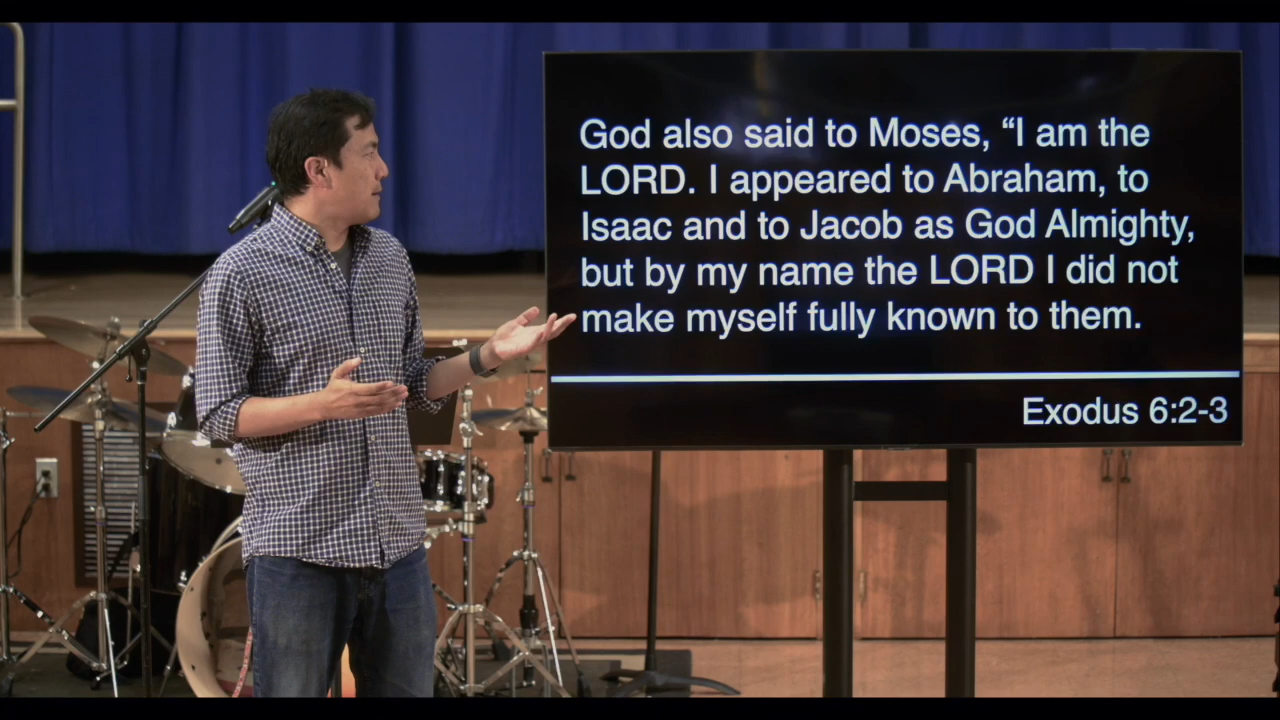 God also said to Moses, “I am the
LORD. I appeared to Abraham, to
Isaac and to Jacob as God Almighty,
but by my name the LORD I did not
make myself fully known to them.
Exodus 6:2-3